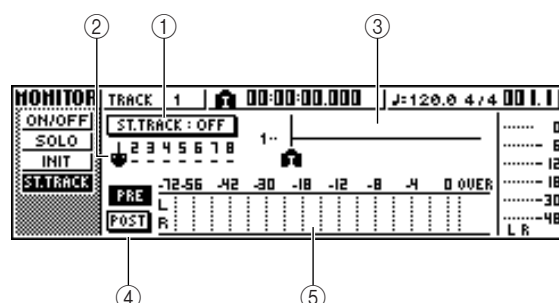 ② ① ③
MONITOR TRACK 1 00:00:00.000 ♩=120.0 4/4 001.1
ON/OFF
SOLO
INIT
ST.TRACK
ST.TRACK : OFF
1 2 3 4 5 6 7 8
1··
PRE
POST
-72 -56 -42 -30 -18 -12 -8 -4 0 OVER
L
R
0
6
12
18
30
48
L R
④ ⑤